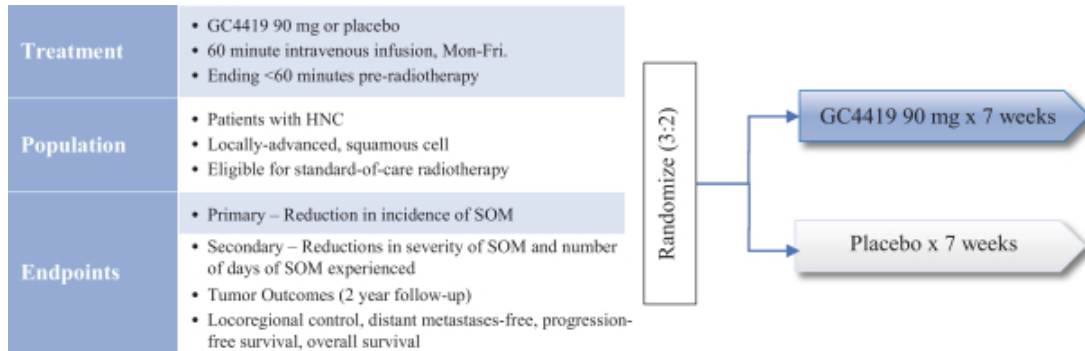 Treatment
• GC4419 90 mg or placebo
• 60 minute intravenous infusion, Mon-Fri.
• Ending <60 minutes pre-radiotherapy
Population
• Patients with HNC
• Locally-advanced, squamous cell
• Eligible for standard-of-care radiotherapy
Endpoints
• Primary – Reduction in incidence of SOM
• Secondary – Reductions in severity of SOM and number
of days of SOM experienced
• Tumor Outcomes (2 year follow-up)
• Locoregional control, distant metastases-free, progression-
free survival, overall survival
Randomize (3:2)
GC4419 90 mg x 7 weeks
Placebo x 7 weeks